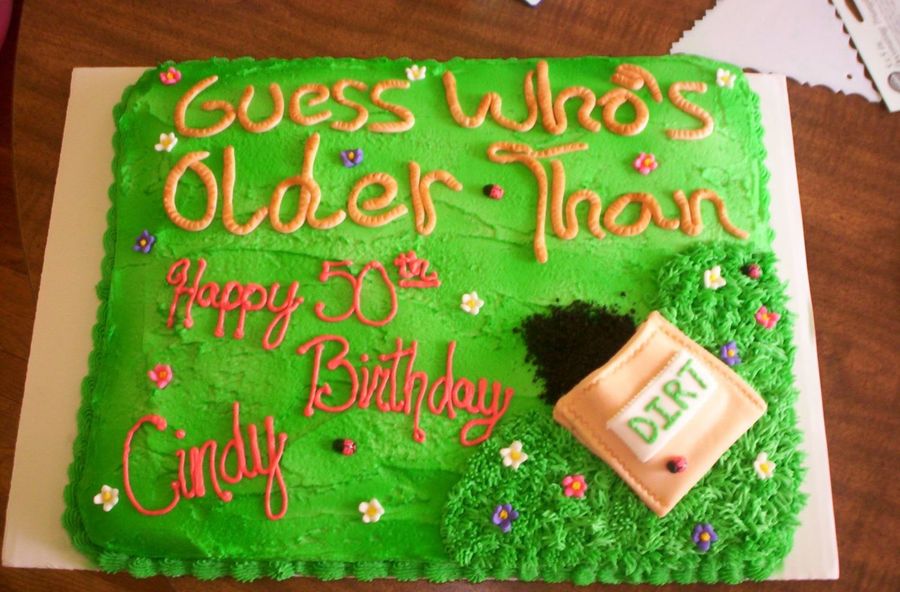 Guess Who's
Older Than
DIRT
Happy 50th
Birthday
Cindy